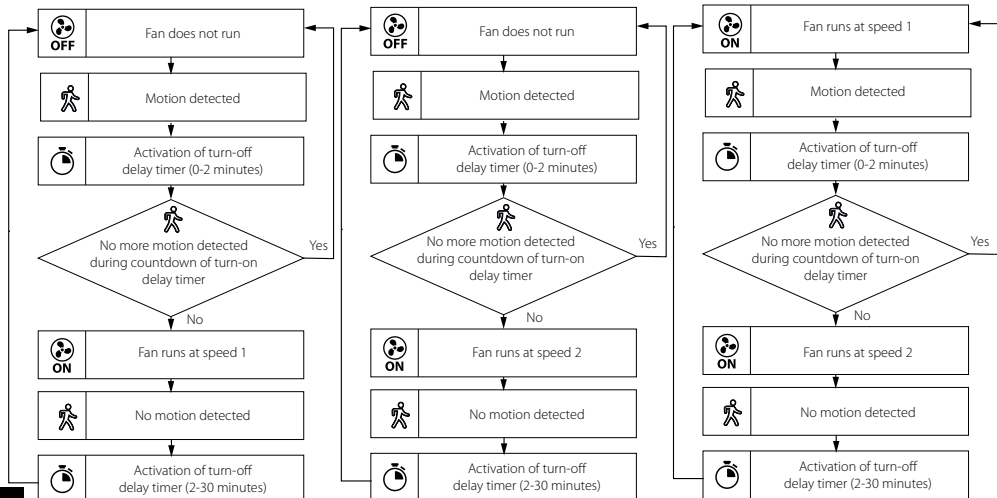 OFF
Fan does not run
Motion detected
Activation of turn-off
delay timer (0-2 minutes)
No more motion detected
during countdown of turn-on
delay timer
Yes
No
ON
Fan runs at speed 1
No motion detected
Activation of turn-off
delay timer (2-30 minutes)
OFF
Fan does not run
Motion detected
Activation of turn-off
delay timer (0-2 minutes)
No more motion detected
during countdown of turn-on
delay timer
Yes
No
ON
Fan runs at speed 2
No motion detected
Activation of turn-off
delay timer (2-30 minutes)
ON
Fan runs at speed 1
Motion detected
Activation of turn-off
delay timer (0-2 minutes)
No more motion detected
during countdown of turn-on
delay timer
Yes
No
ON
Fan runs at speed 2
No motion detected
Activation of turn-off
delay timer (2-30 minutes)